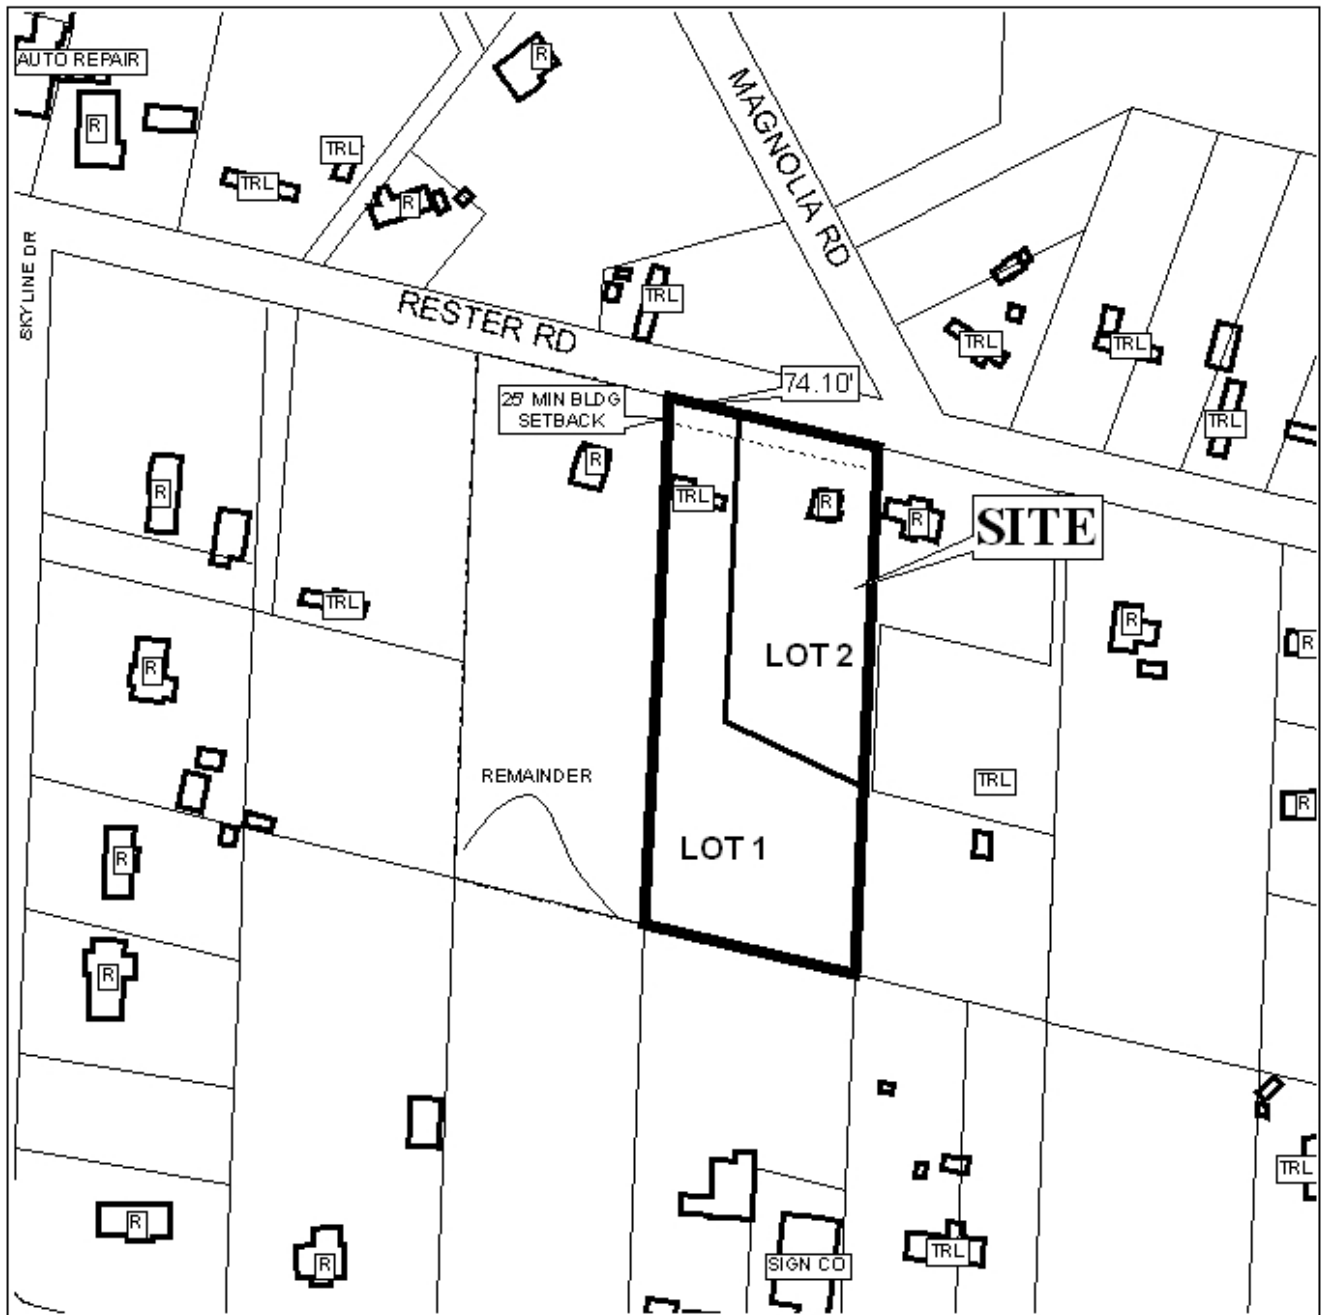 AUTO REPAIR
R
R
TRL
TRL
R
MAGNOLIA RD
SKYLINE DR
RESTER RD
TRL
TRL
TRL
TRL
74.10'
25' MIN BLDG
SETBACK
R
R
TRL
R
R
SITE
TRL
R
R
R
LOT 2
REMAINDER
TRL
R
LOT 1
R
R
R
R
SIGN CO
TRL
TRL